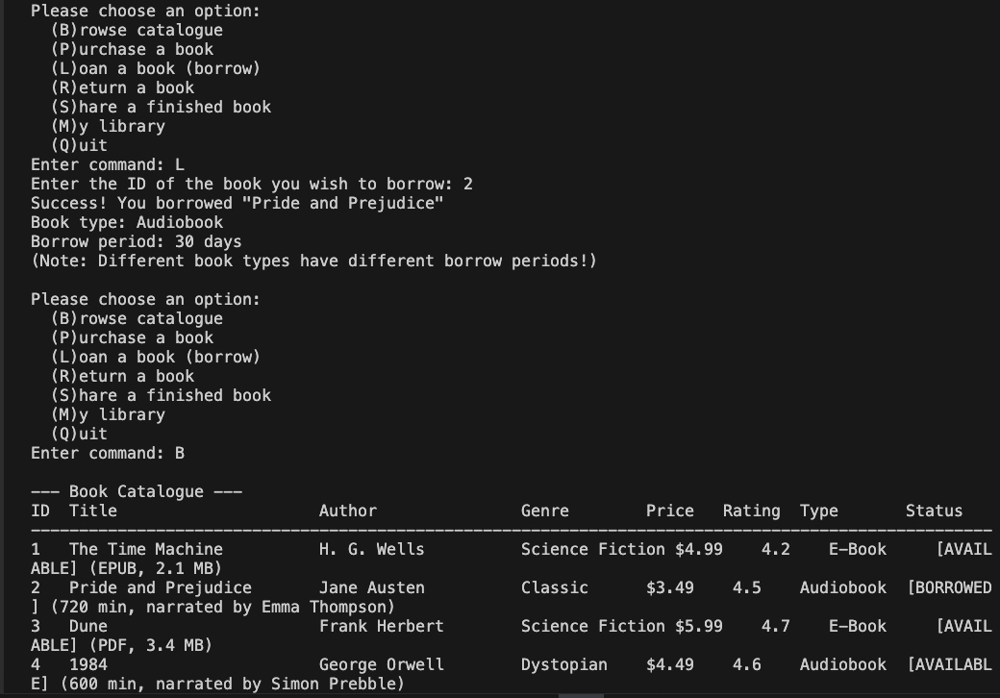 Please choose an option:
  (B)rowse catalogue
  (P)urchase a book
  (L)oan a book (borrow)
  (R)eturn a book
  (S)hare a finished book
  (M)y library
  (Q)uit
Enter command: L
Enter the ID of the book you wish to borrow: 2
Success! You borrowed "Pride and Prejudice"
Book type: Audiobook
Borrow period: 30 days
(Note: Different book types have different borrow periods!)

Please choose an option:
  (B)rowse catalogue
  (P)urchase a book
  (L)oan a book (borrow)
  (R)eturn a book
  (S)hare a finished book
  (M)y library
  (Q)uit
Enter command: B

--- Book Catalogue ---
ID  Title                     Author               Genre        Price   Rating  Type       Status
----------------------------------------------------------------------------------------------------
1   The Time Machine          H. G. Wells          Science Fiction $4.99    4.2    E-Book     [AVAIL
ABLE] (EPUB, 2.1 MB)
2   Pride and Prejudice       Jane Austen          Classic      $3.49    4.5    Audiobook  [BORROWED
] (720 min, narrated by Emma Thompson)
3   Dune                      Frank Herbert        Science Fiction $5.99    4.7    E-Book     [AVAIL
ABLE] (PDF, 3.4 MB)
4   1984                      George Orwell        Dystopian    $4.49    4.6    Audiobook  [AVAILABL
E] (600 min, narrated by Simon Prebble)